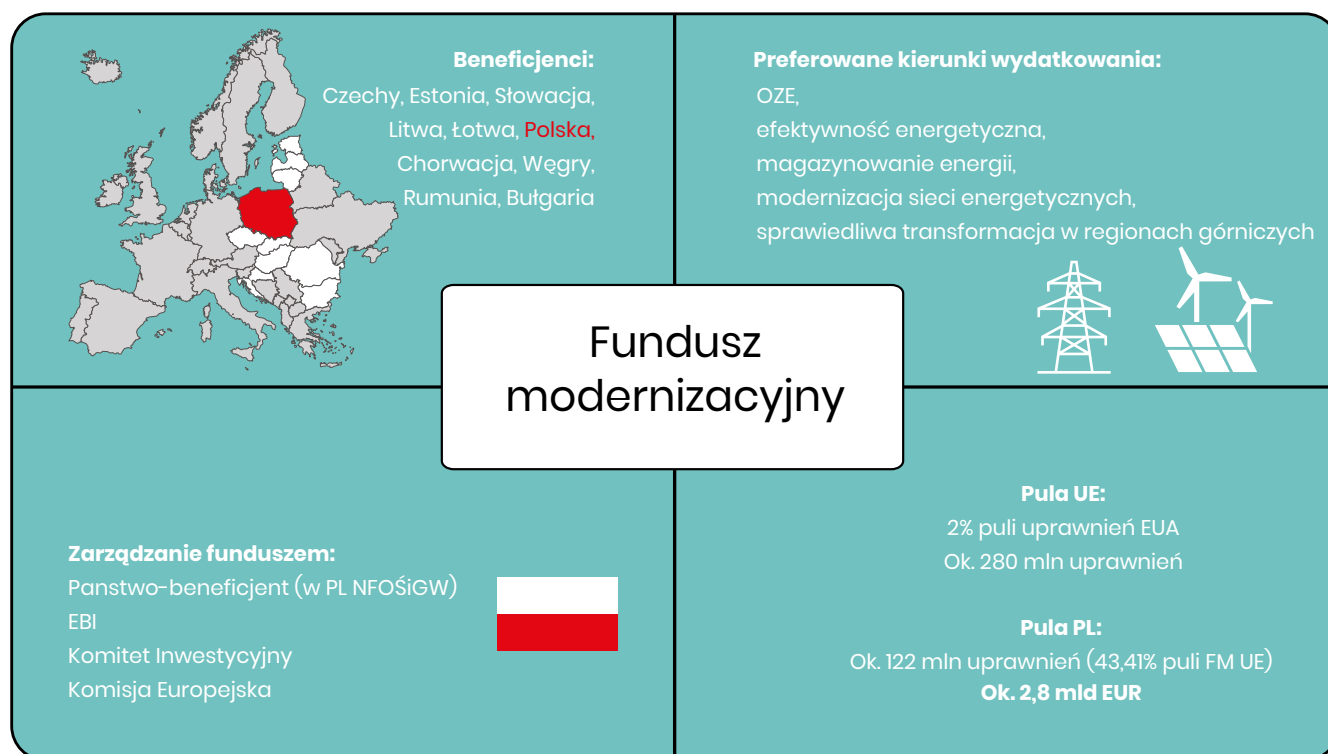 Beneficjenci:
Czechy, Estonia, Słowacja,
Litwa, Łotwa, Polska,
Chorwacja, Węgry,
Rumunia, Bułgaria
Preferowane kierunki wydatkowania:
OZE,
efektywność energetyczna,
magazynowanie energii,
modernizacja sieci energetycznych,
sprawiedliwa transformacja w regionach górniczych
Fundusz
modernizacyjny
Zarządzanie funduszem:
Panstwo-beneficjent (w PL NFOŚiGW)
EBI
Komitet Inwestycyjny
Komisja Europejska
Pula UE:
2% puli uprawnień EUA
Ok. 280 mln uprawnień
Pula PL:
Ok. 122 mln uprawnień (43,41% puli FM UE)
Ok. 2,8 mld EUR